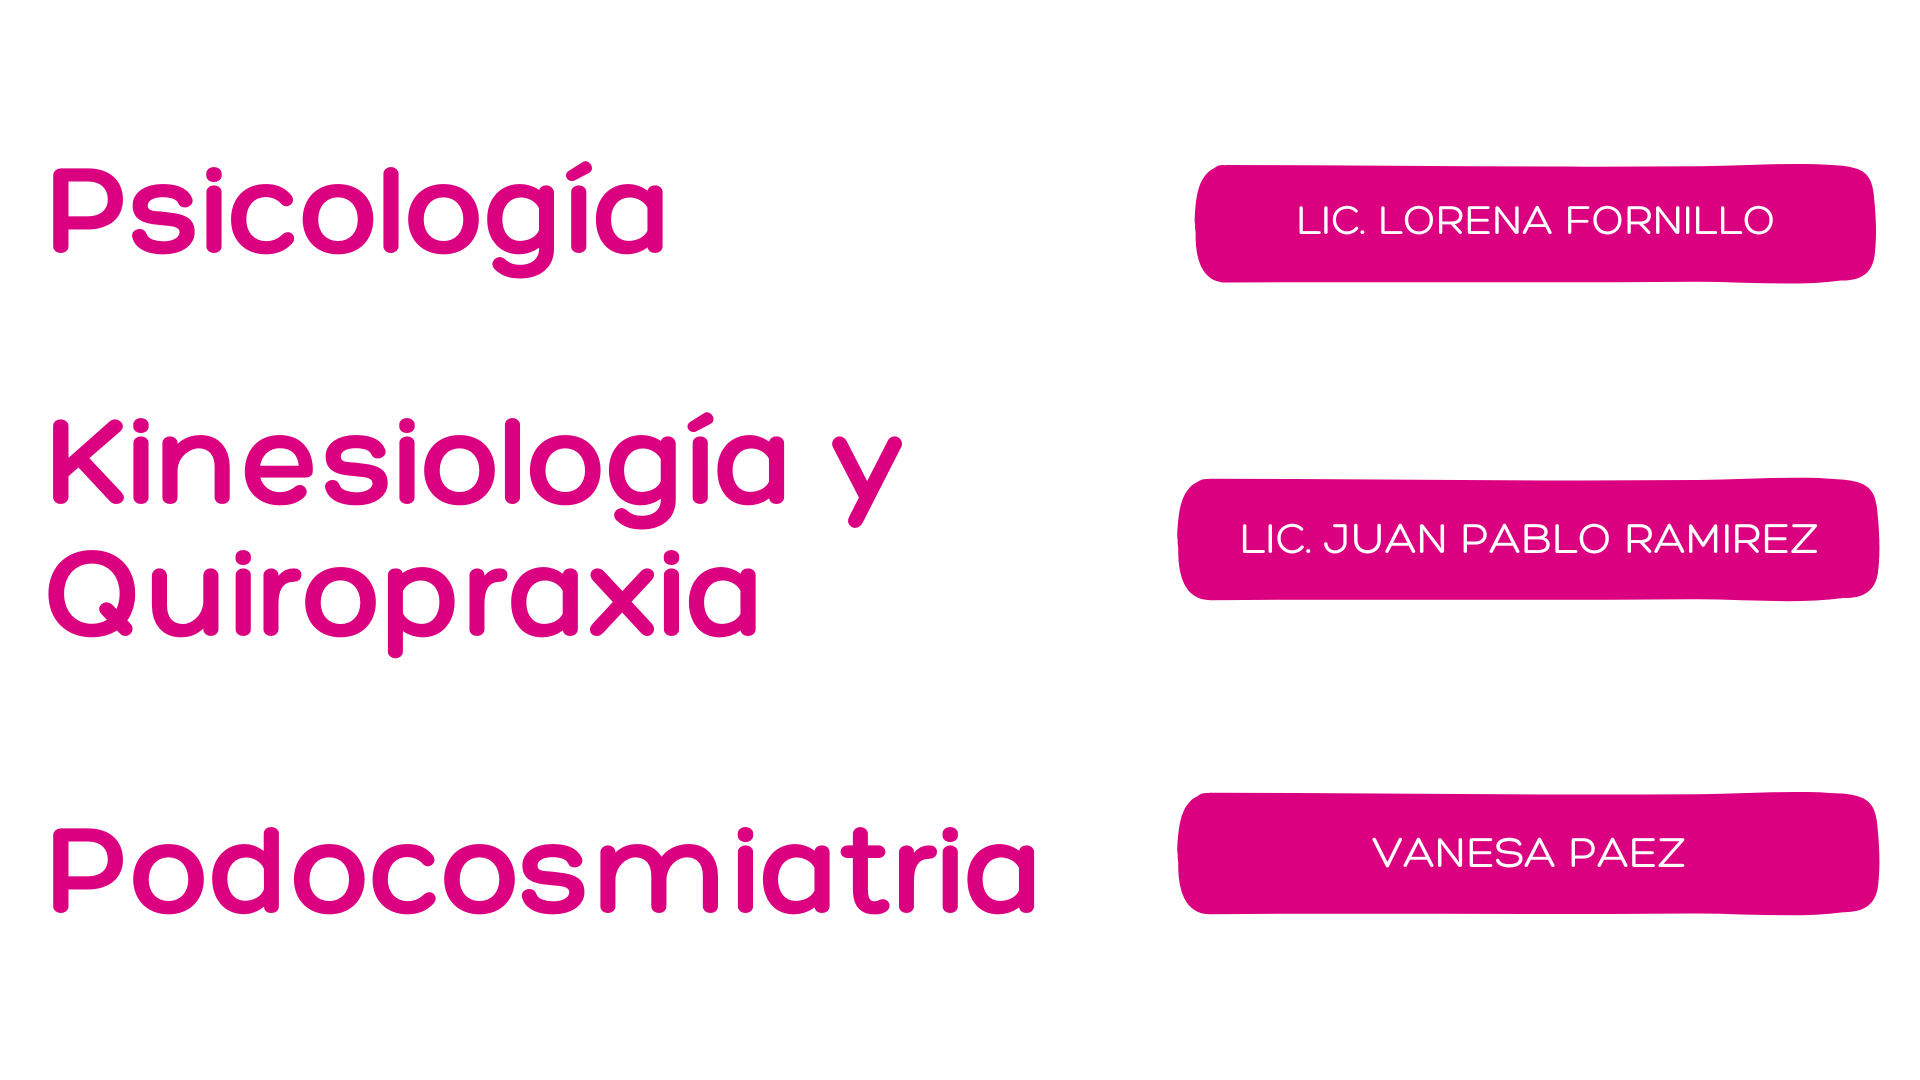 Psicología
LIC. LORENA FORNILLO
Kinesiología y
Quiropraxia
LIC. JUAN PABLO RAMIREZ
Podocosmiatria
VANESA PAEZ